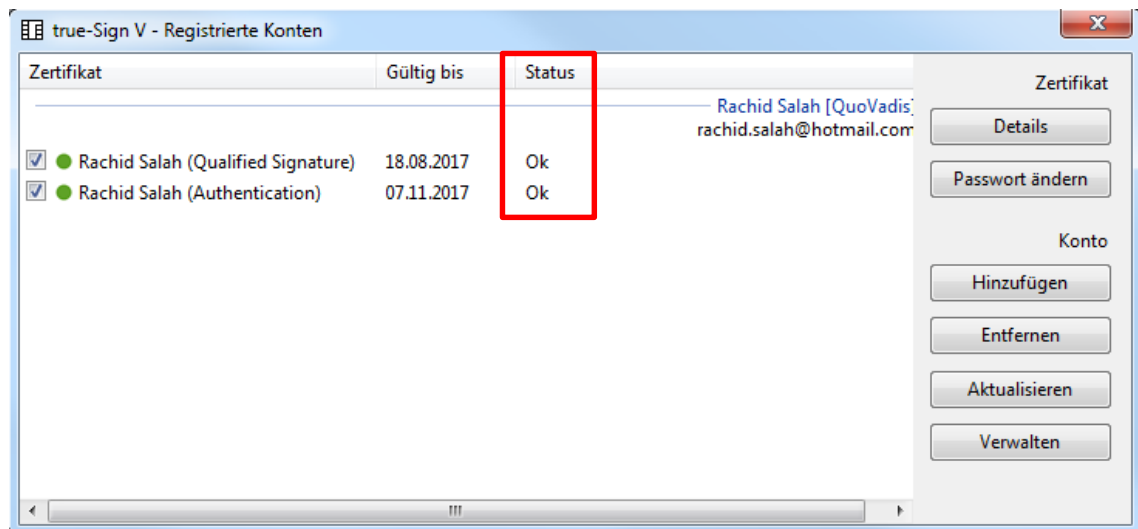 true-Sign V - Registrierte Konten
Zertifikat Gültig bis Status
Rachid Salah [QuoVadis]
rachid.salah@hotmail.com
Rachid Salah (Qualified Signature) 18.08.2017 Ok
Rachid Salah (Authentication) 07.11.2017 Ok
Zertifikat
Details
Passwort ändern
Konto
Hinzufügen
Entfernen
Aktualisieren
Verwalten